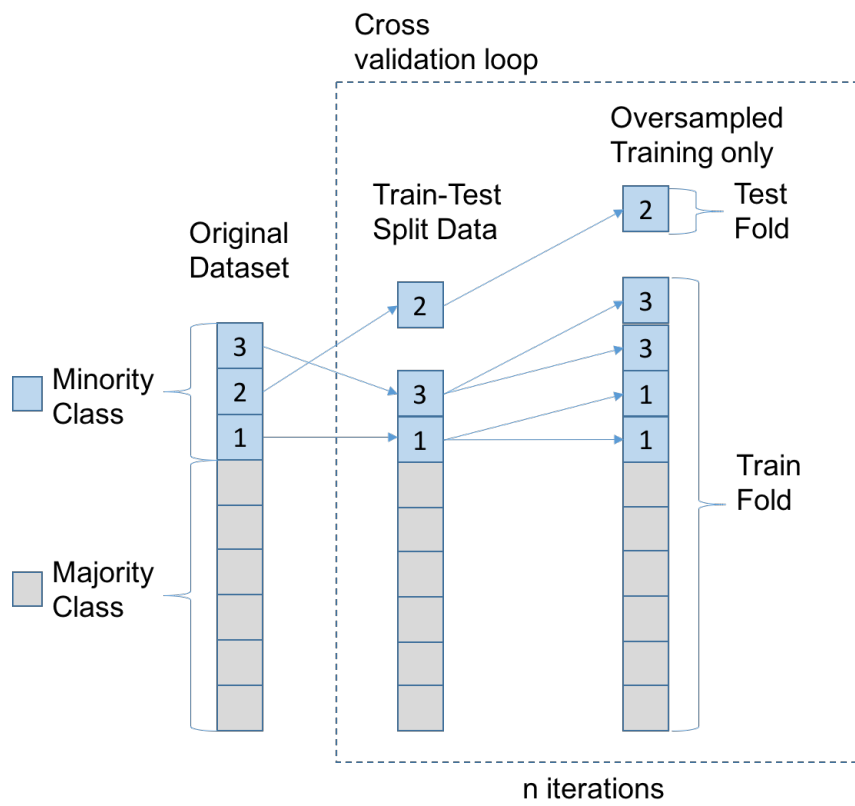 Cross
validation loop
Oversampled
Training only
Train-Test
Split Data
Test
Fold
2
Original
Dataset
2
3
3
3
Minority
Class
2
3
1
1
1
1
Train
Fold
Majority
Class
n iterations